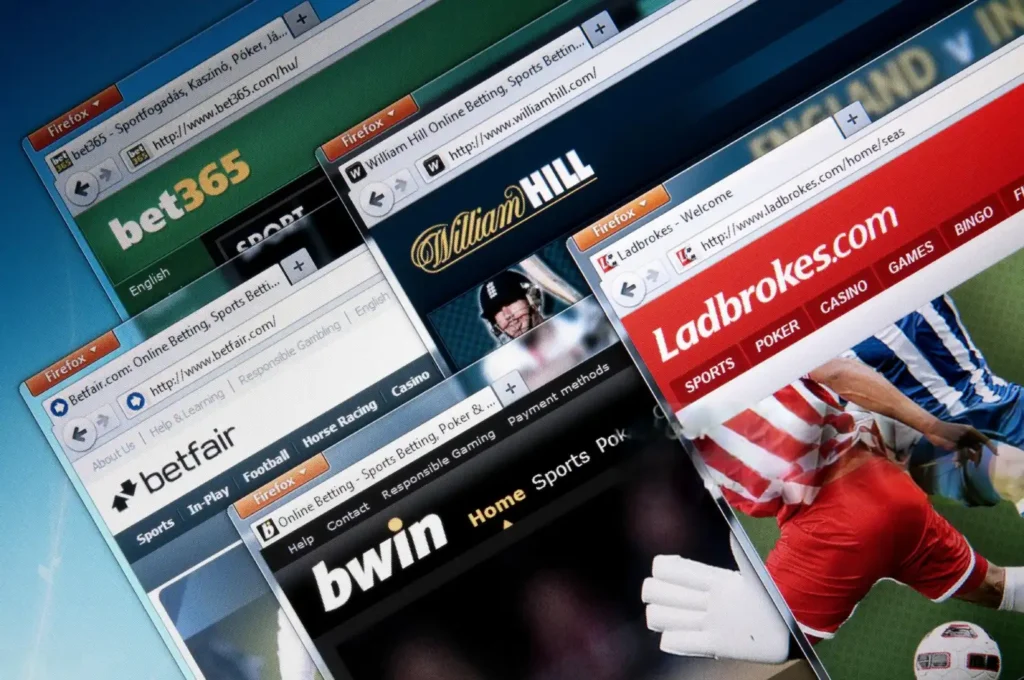 Firefox
bet365 - Sportfogadás, Kaszinó, Póker, Já...
http://www.bet365.com/hu/
bet365
SPORT
English
Firefox
William Hill Online Betting, Sports Bettin...
W
W
http://www.williamhill.com/
William HILL
ENGLAND v IN
Firefox
Ladbrokes - Welcome
http://www.ladbrokes.com/home/seas
Ladbrokes.com
SPORTS
POKER
CASINO
GAMES
BINGO
Firefox
Betfair.com: Online Betting, Sports Bett...
http://www.betfair.com/
About Us | Help & Learning | Responsible Gambling | English
betfair
Sports In-Play Football Horse Racing Casino
Firefox
b Online Betting - Sports Betting, Poker & ...
Help Contact Responsible Gaming Payment methods
bwin
Home Sports Pok